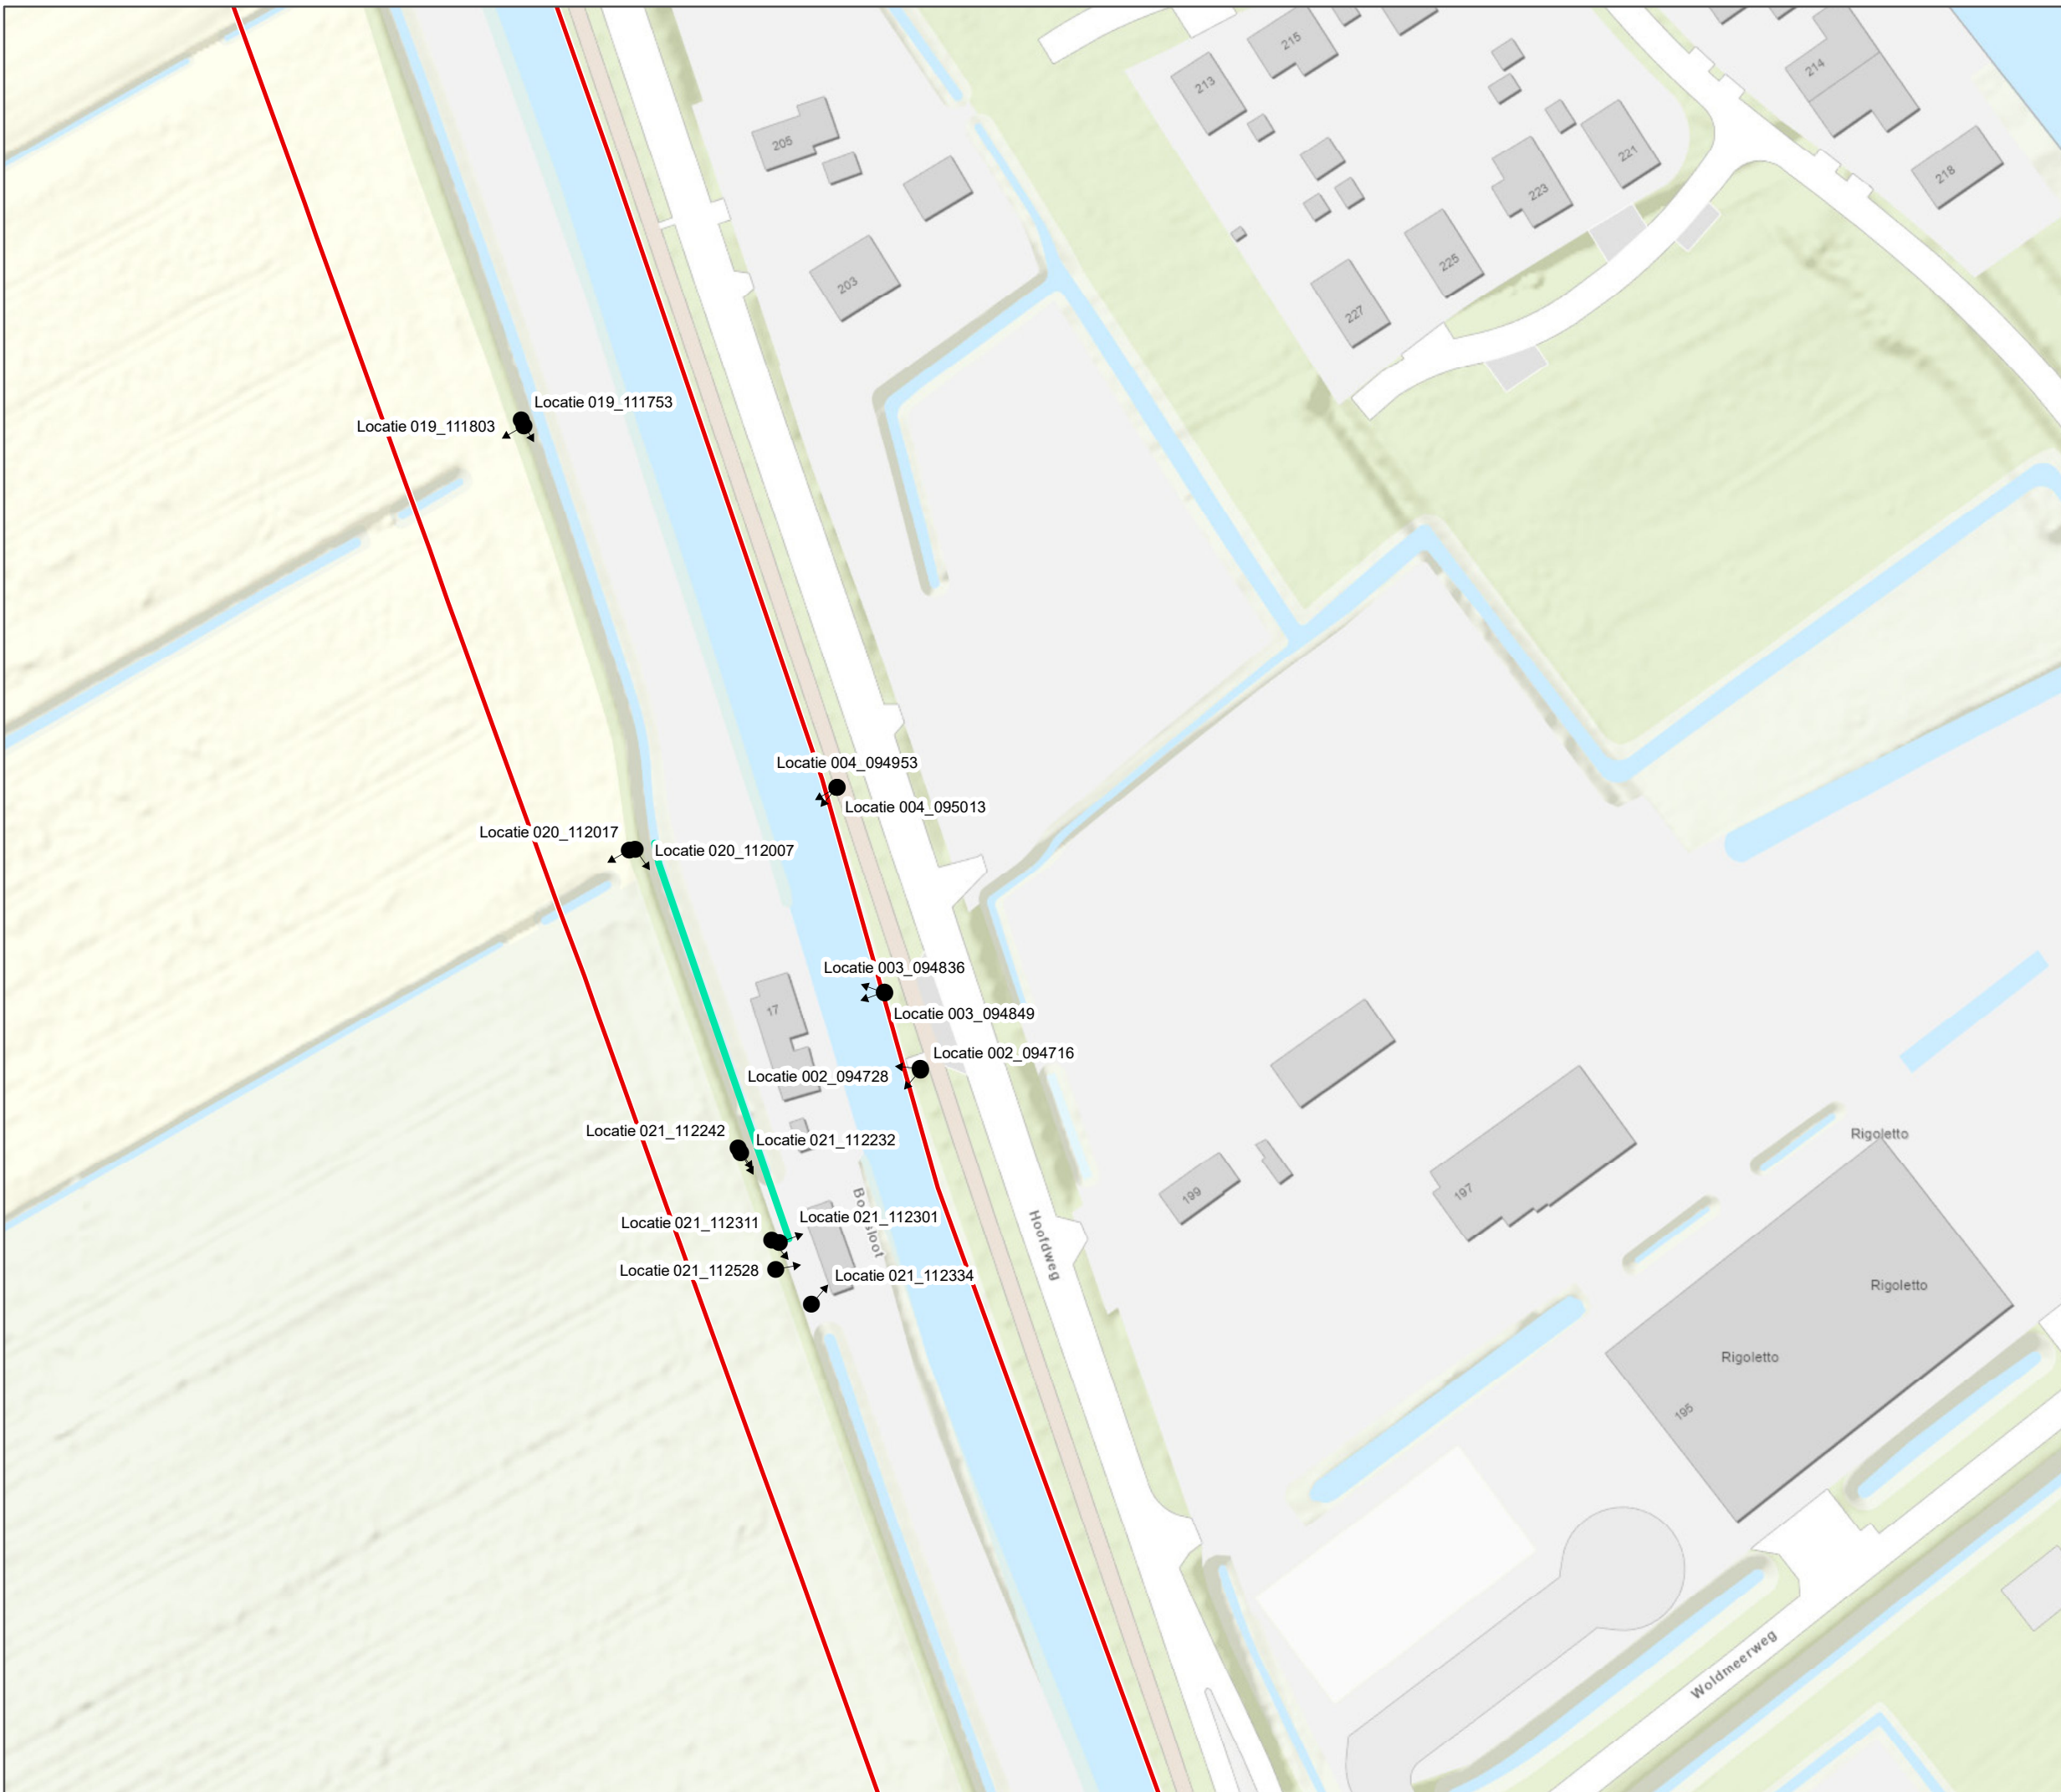 215
213
214
205
221
218
223
225
203
227
Locatie 019_111753
Locatie 019_111803
Locatie 004_094953
Locatie 004_095013
Locatie 020_112017
Locatie 020_112007
Locatie 003_094836
17
Locatie 003_094849
Locatie 002_094716
Locatie 002_094728
Locatie 021_112242
Locatie 021_112232
Rigoletto
199
197
Locatie 021_112311
Locatie 021_112301
Hoofdweg
Locatie 021_112528
Locatie 021_112334
Rigoletto
Rigoletto
195
Woldmeerweg